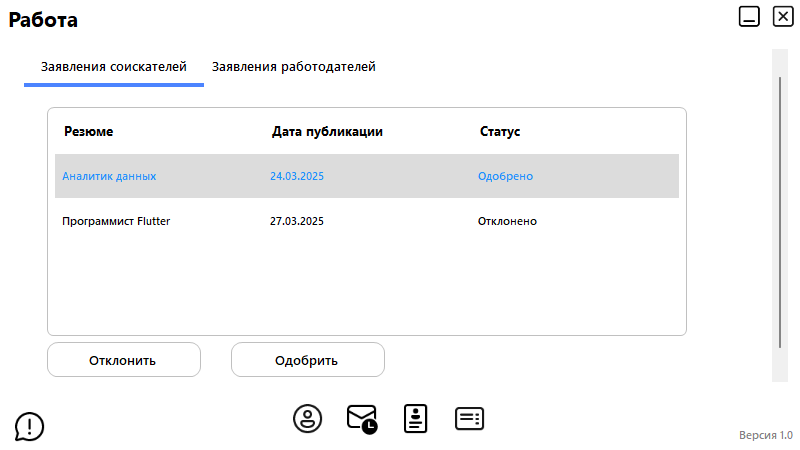 Работа
Заявления соискателей Заявления работодателей
Резюме Дата публикации Статус
Аналитик данных 24.03.2025 Одобрено
Программист Flutter 27.03.2025 Отклонено
Отклонить Одобрить
Версия 1.0